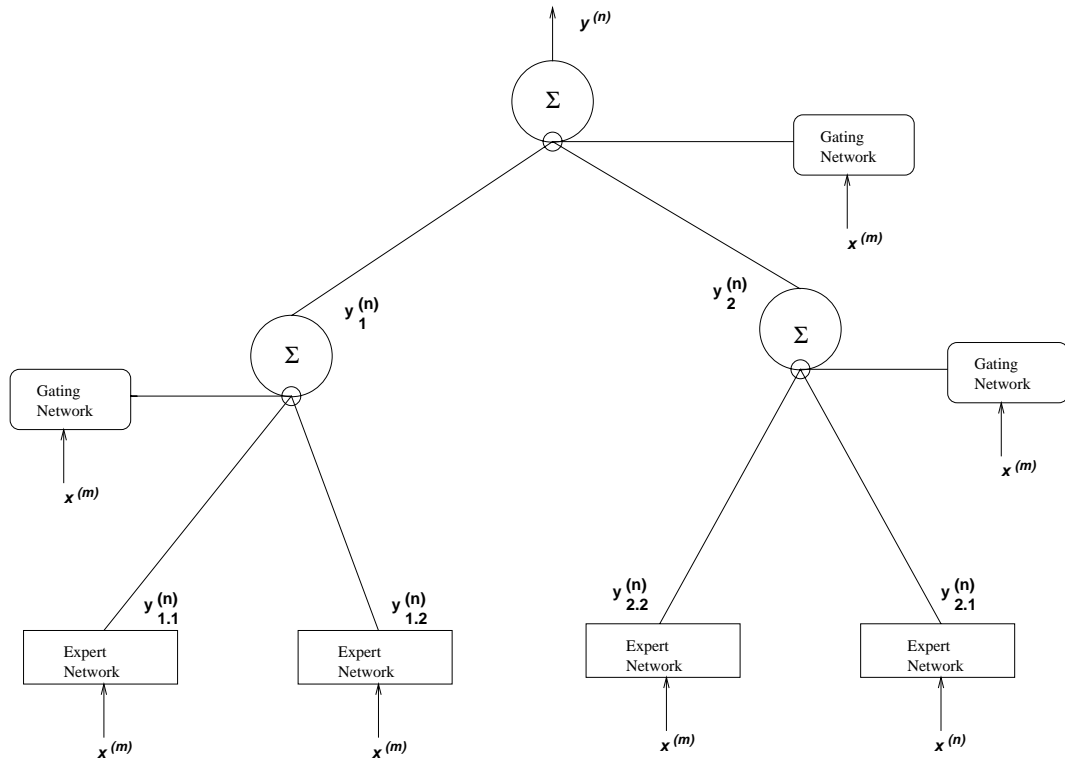 y (n)
Σ
Gating
Network
x (m)
y 1 (n)
y 2 (n)
Σ
Σ
Gating
Network
x (m)
Gating
Network
x (m)
y 1.1 (n)
y 1.2 (n)
y 2.2 (n)
y 2.1 (n)
Expert
Network
Expert
Network
Expert
Network
Expert
Network
x (m)
x (m)
x (m)
x (n)